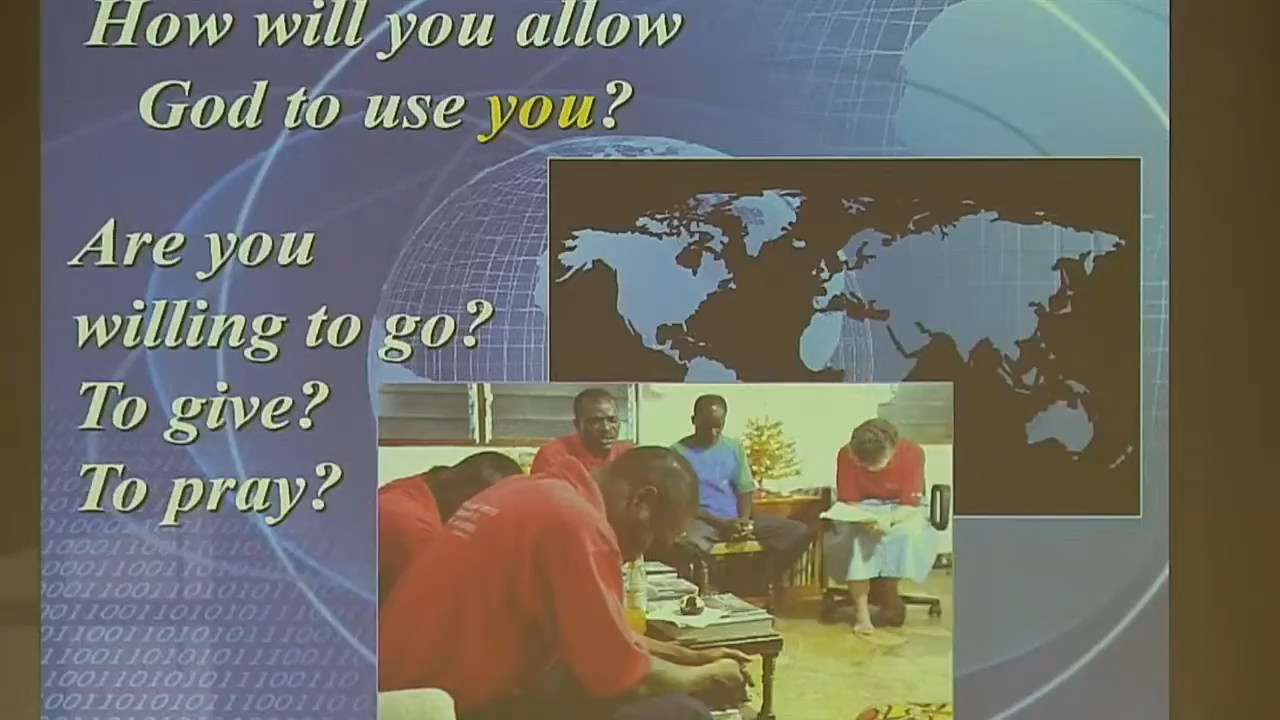 How will you allow
God to use you?
Are you
willing to go?
To give?
To pray?